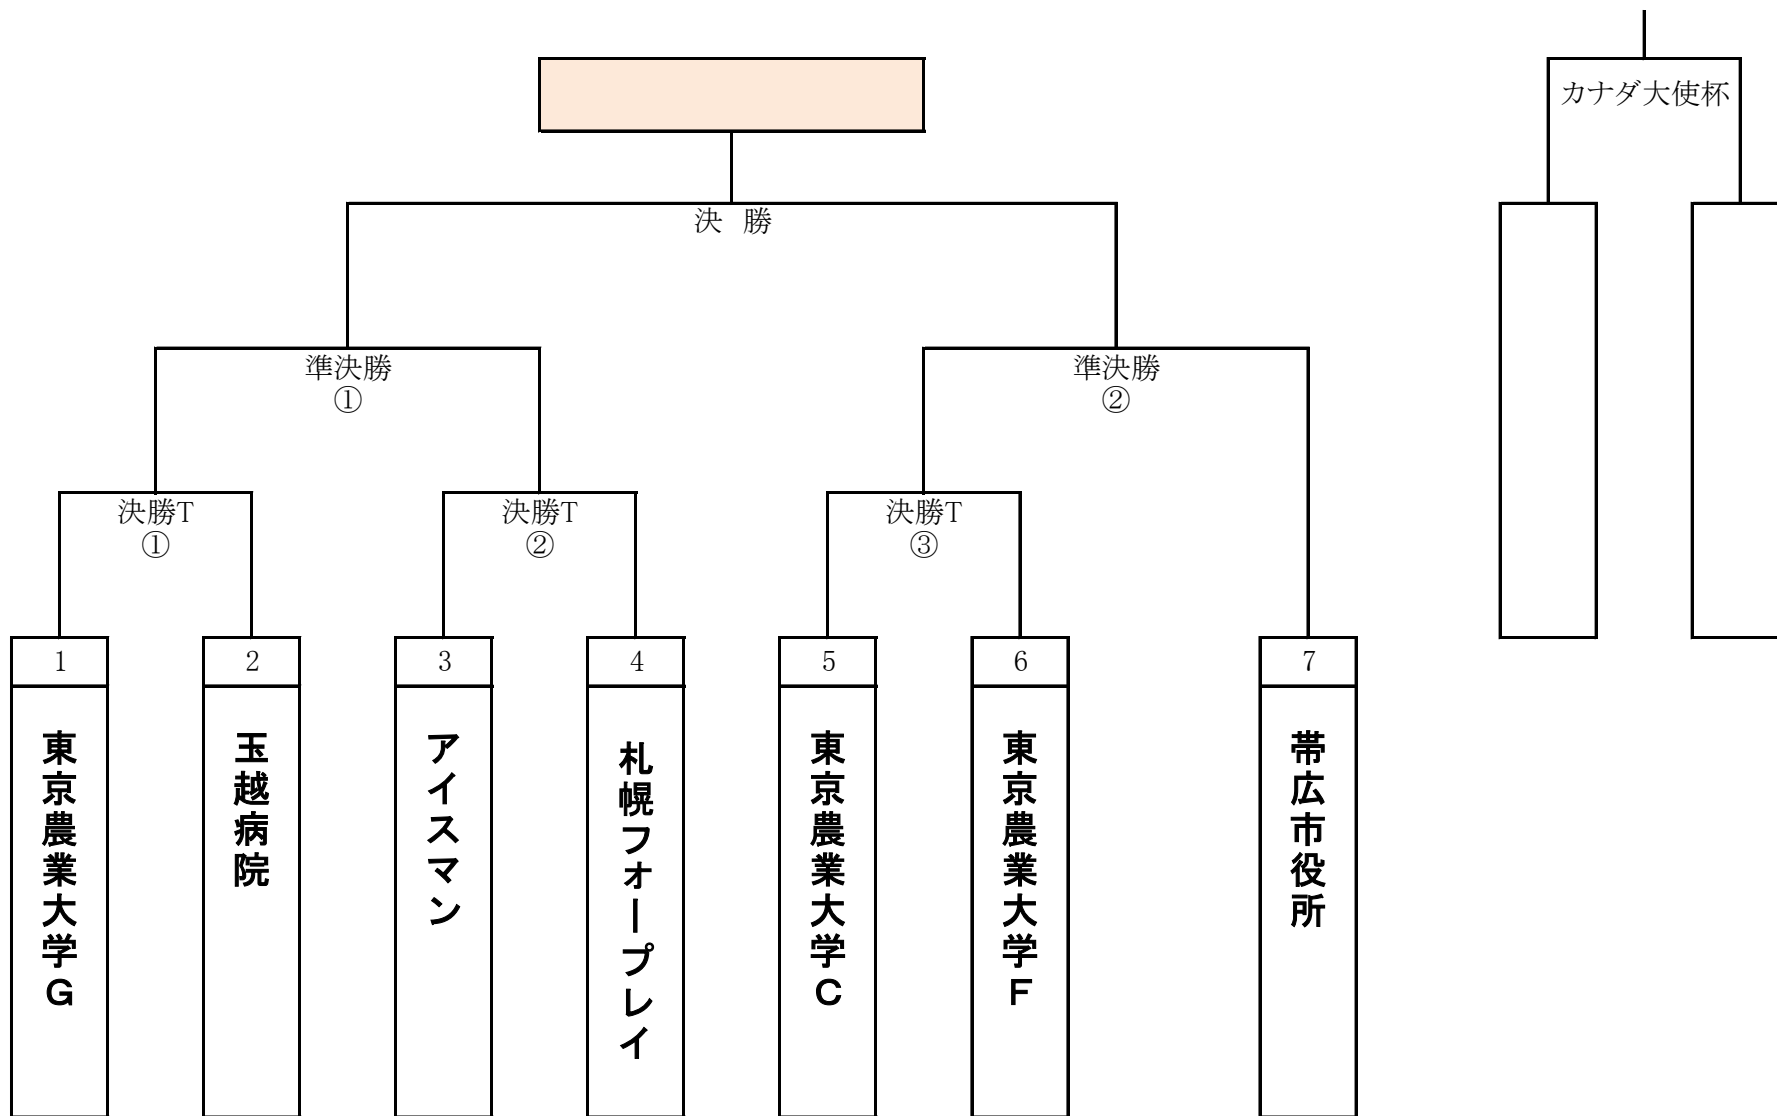 カナダ大使杯
決 勝
準決勝
①
準決勝
②
決勝T
①
決勝T
②
決勝T
③
1
2
3
4
5
6
7
東京農業大学G
玉越病院
アイスマン
札幌フォープレイ
東京農業大学C
東京農業大学F
帯広市役所